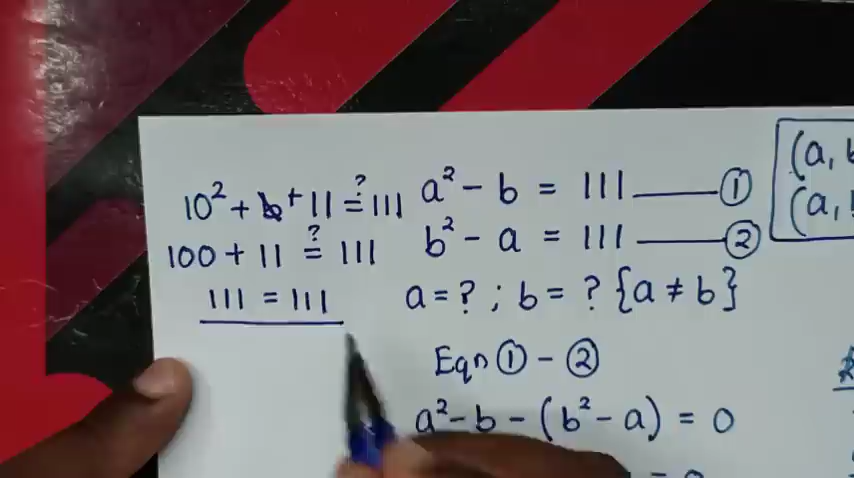 10² + 11 ≟ 111
100 + 11 ≟ 111
111 = 111
a² - b = 111 ①
b² - a = 111 ②
a = ? ; b = ? {a ≠ b}
Eqn ① - ②
a² - b - (b² - a) = 0
= 0
(a,
(a,